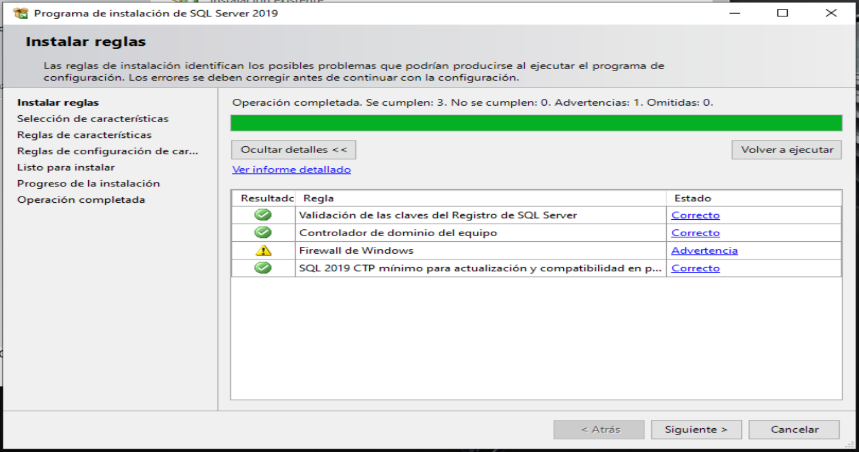 Programa de instalación de SQL Server 2019
Instalar reglas
Las reglas de instalación identifican los posibles problemas que podrían producirse al ejecutar el programa de
configuración. Los errores se deben corregir antes de continuar con la configuración.
Instalar reglas
Selección de características
Reglas de características
Reglas de configuración de car...
Listo para instalar
Progreso de la instalación
Operación completada
Operación completada. Se cumplen: 3. No se cumplen: 0. Advertencias: 1. Omitidas: 0.
Ocultar detalles <<
Volver a ejecutar
Ver informe detallado
Resultadc Regla Estado
Validación de las claves del Registro de SQL Server Correcto
Controlador de dominio del equipo Correcto
Firewall de Windows Advertencia
SQL 2019 CTP mínimo para actualización y compatibilidad en p... Correcto
< Atrás Siguiente > Cancelar